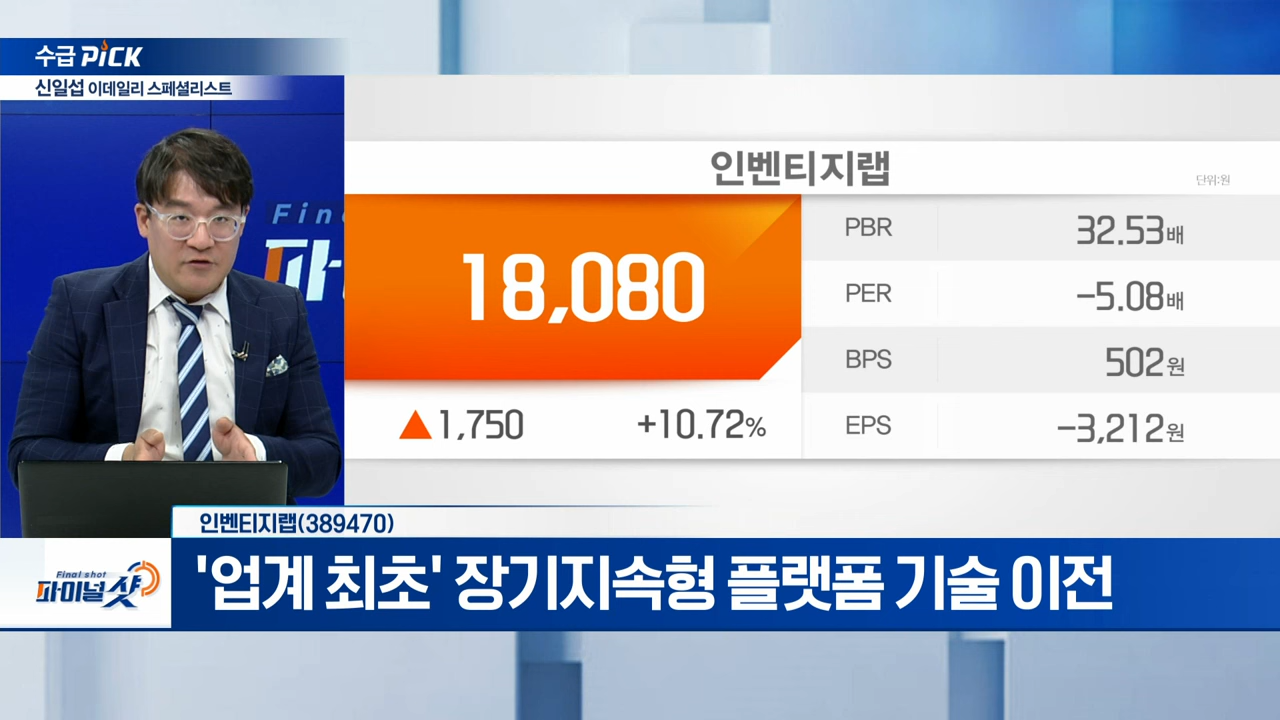 수급 PiCK
신일섭 이데일리 스페셜리스트
Fin
파
인벤티지랩
단위:원
18,080
▲1,750 +10.72%
PBR 32.53배
PER -5.08배
BPS 502원
EPS -3,212원
인벤티지랩(389470)
Final shot
파이널샷
'업계 최초' 장기지속형 플랫폼 기술 이전